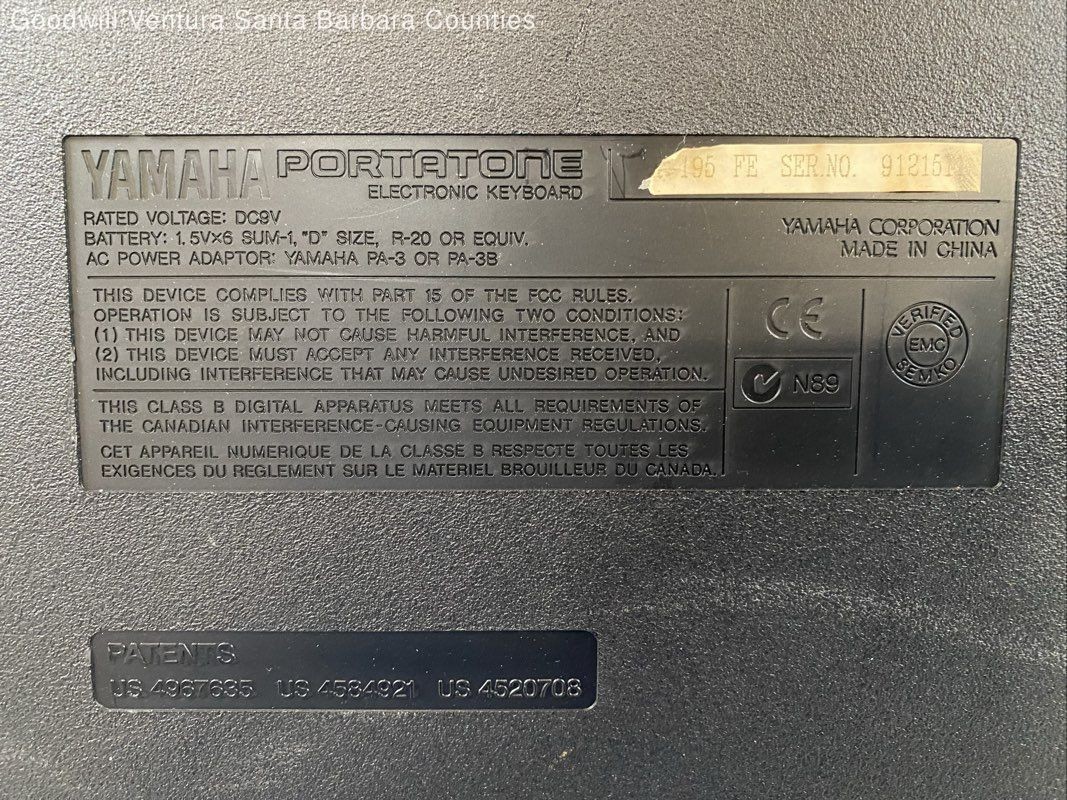 Goodwill Ventura Santa Barbara Counties
YAMAHA PORTATONE
ELECTRONIC KEYBOARD
195 FE SER.NO. 91215
RATED VOLTAGE: DC9V
BATTERY: 1.5V×6 SUM-1, "D" SIZE, R-20 OR EQUIV.
AC POWER ADAPTOR: YAMAHA PA-3 OR PA-3B
YAMAHA CORPORATION
MADE IN CHINA
THIS DEVICE COMPLIES WITH PART 15 OF THE FCC RULES.
OPERATION IS SUBJECT TO THE FOLLOWING TWO CONDITIONS:
(1) THIS DEVICE MAY NOT CAUSE HARMFUL INTERFERENCE, AND
(2) THIS DEVICE MUST ACCEPT ANY INTERFERENCE RECEIVED,
INCLUDING INTERFERENCE THAT MAY CAUSE UNDESIRED OPERATION.
THIS CLASS B DIGITAL APPARATUS MEETS ALL REQUIREMENTS OF
THE CANADIAN INTERFERENCE-CAUSING EQUIPMENT REGULATIONS.
CET APPAREIL NUMERIQUE DE LA CLASSE B RESPECTE TOUTES LES
EXIGENCES DU REGLEMENT SUR LE MATERIEL BROUILLEUR DU CANADA.
CE
N89
VERIFIED
EMC
SEMKO
PATENTS
US 4967635 US 4584921 US 4520708